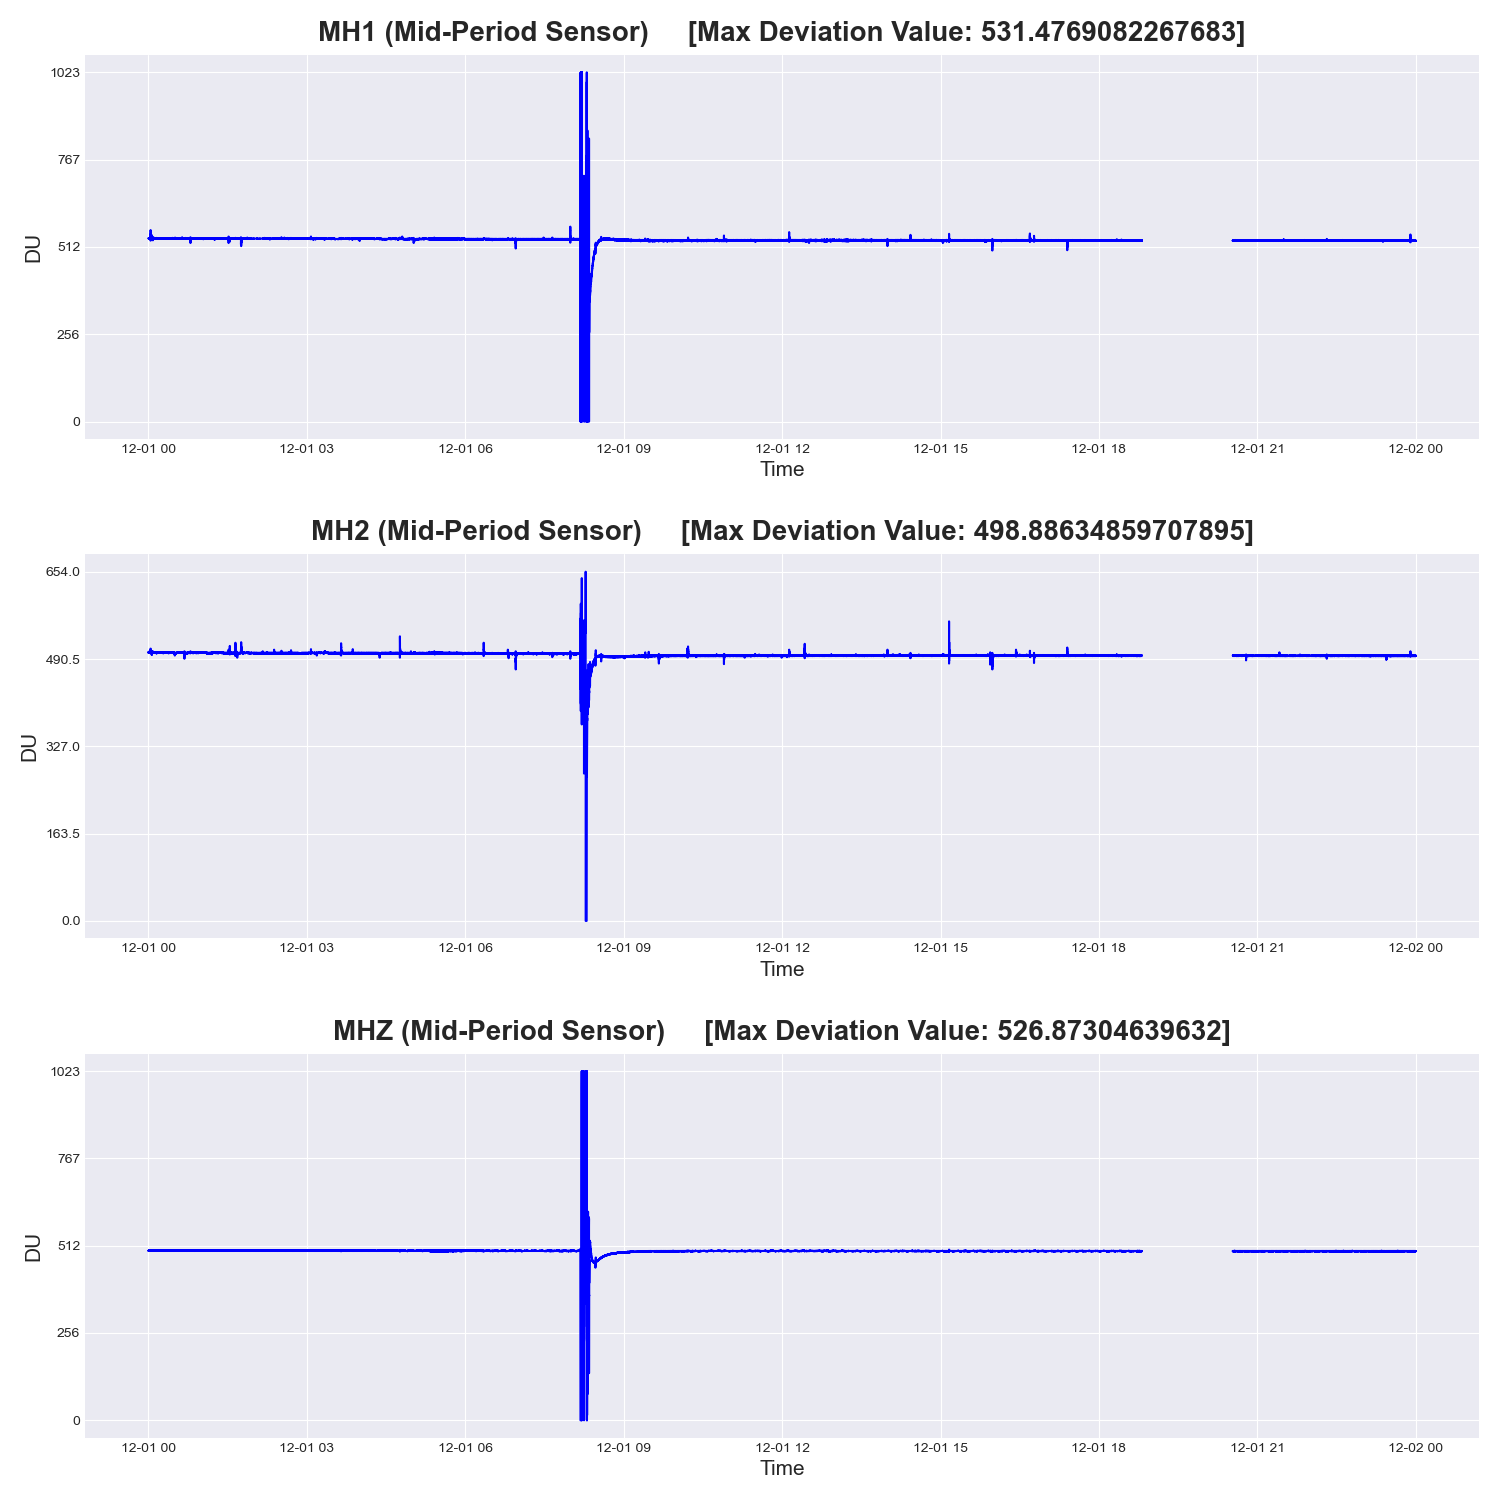 MH1 (Mid-Period Sensor) [Max Deviation Value: 531.4769082267683]
1023
767
512
256
0
DU
12-01 00 12-01 03 12-01 06 12-01 09 12-01 12 12-01 15 12-01 18 12-01 21 12-02 00
Time
MH2 (Mid-Period Sensor) [Max Deviation Value: 498.88634859707895]
654.0
490.5
327.0
163.5
0.0
DU
12-01 00 12-01 03 12-01 06 12-01 09 12-01 12 12-01 15 12-01 18 12-01 21 12-02 00
Time
MHZ (Mid-Period Sensor) [Max Deviation Value: 526.87304639632]
1023
767
512
256
0
DU
12-01 00 12-01 03 12-01 06 12-01 09 12-01 12 12-01 15 12-01 18 12-01 21 12-02 00
Time